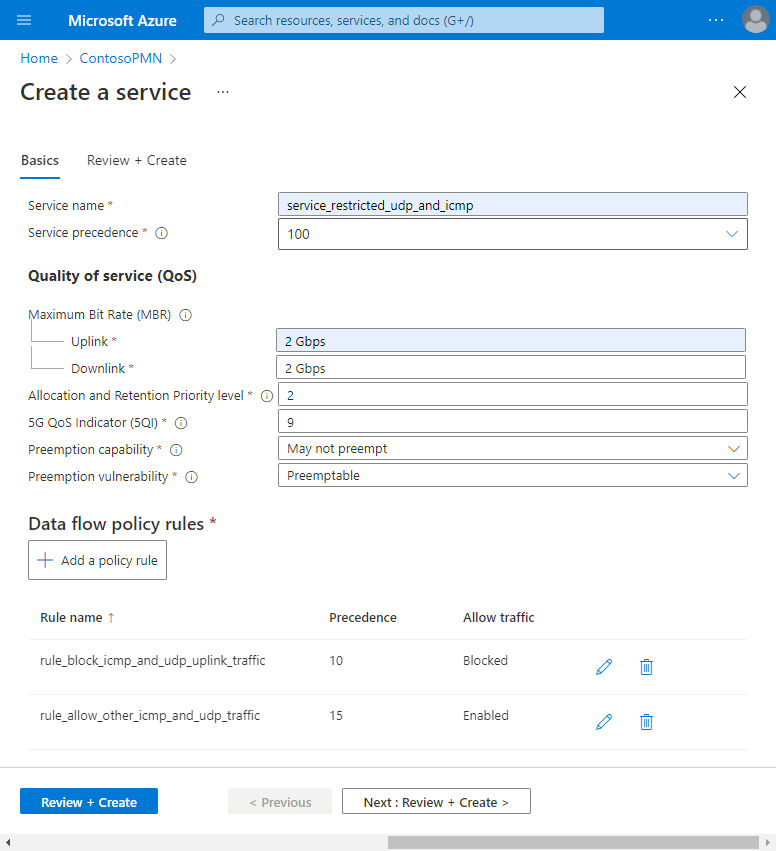 Microsoft Azure
Search resources, services, and docs (G+/)
...
Home > ContosoPMN >
Create a service ...
Basics Review + Create
Service name *
service_restricted_udp_and_icmp
Service precedence *
100
Quality of service (QoS)
Maximum Bit Rate (MBR)
Uplink *
2 Gbps
Downlink *
2 Gbps
Allocation and Retention Priority level *
2
5G QoS Indicator (5QI) *
9
Preemption capability *
May not preempt
Preemption vulnerability *
Preemptable
Data flow policy rules *
+ Add a policy rule
Rule name ↑ Precedence Allow traffic
rule_block_icmp_and_udp_uplink_traffic 10 Blocked
rule_allow_other_icmp_and_udp_traffic 15 Enabled
Review + Create < Previous Next : Review + Create >